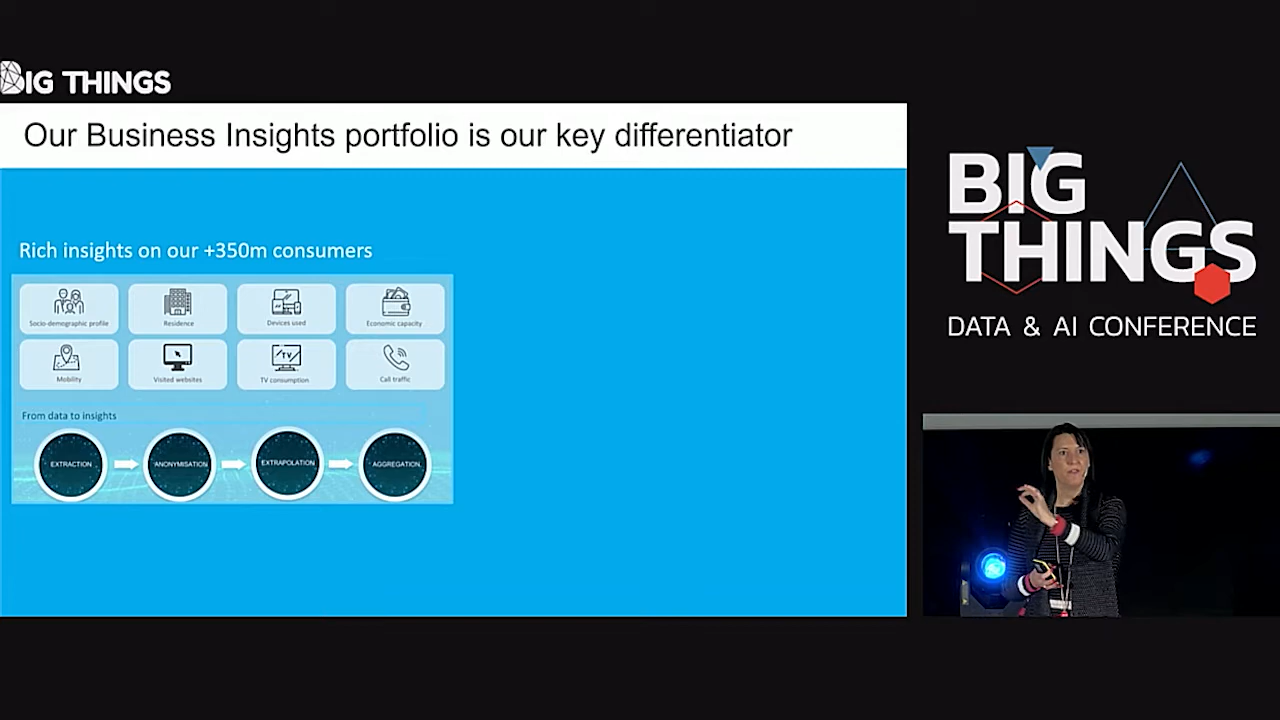 BIG THINGS
Our Business Insights portfolio is our key differentiator
Rich insights on our +350m consumers
Socio-demographic profile
Residence
Devices used
Economic capacity
Mobility
Visited websites
TV
TV consumption
Call traffic
From data to insights
EXTRACTION
ANONYMISATION
EXTRAPOLATION
AGGREGATION
BIG
THINGS
DATA & AI CONFERENCE